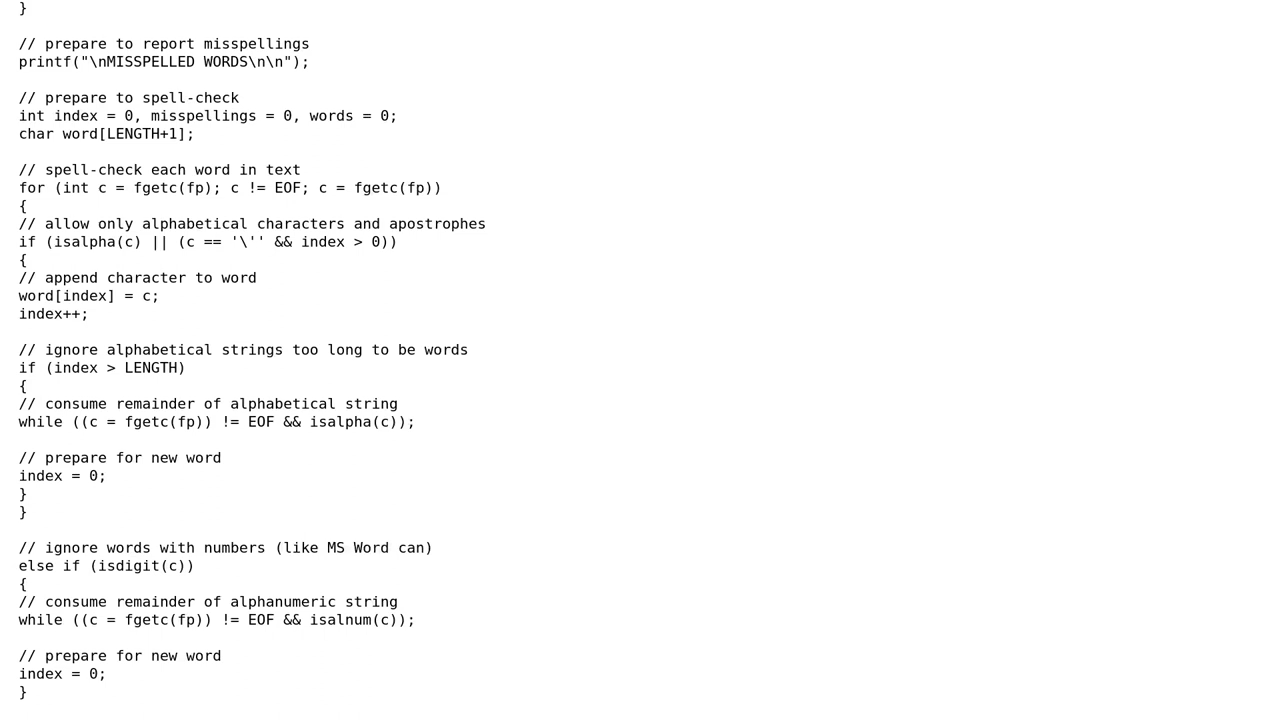 }
// prepare to report misspellings
printf("\nMISSPELLED WORDS\n\n");
// prepare to spell-check
int index = 0, misspellings = 0, words = 0;
char word[LENGTH+1];
// spell-check each word in text
for (int c = fgetc(fp); c != EOF; c = fgetc(fp))
{
// allow only alphabetical characters and apostrophes
if (isalpha(c) || (c == '\'' && index > 0))
{
// append character to word
word[index] = c;
index++;
// ignore alphabetical strings too long to be words
if (index > LENGTH)
{
// consume remainder of alphabetical string
while ((c = fgetc(fp)) != EOF && isalpha(c));
// prepare for new word
index = 0;
}
}
// ignore words with numbers (like MS Word can)
else if (isdigit(c))
{
// consume remainder of alphanumeric string
while ((c = fgetc(fp)) != EOF && isalnum(c));
// prepare for new word
index = 0;
}